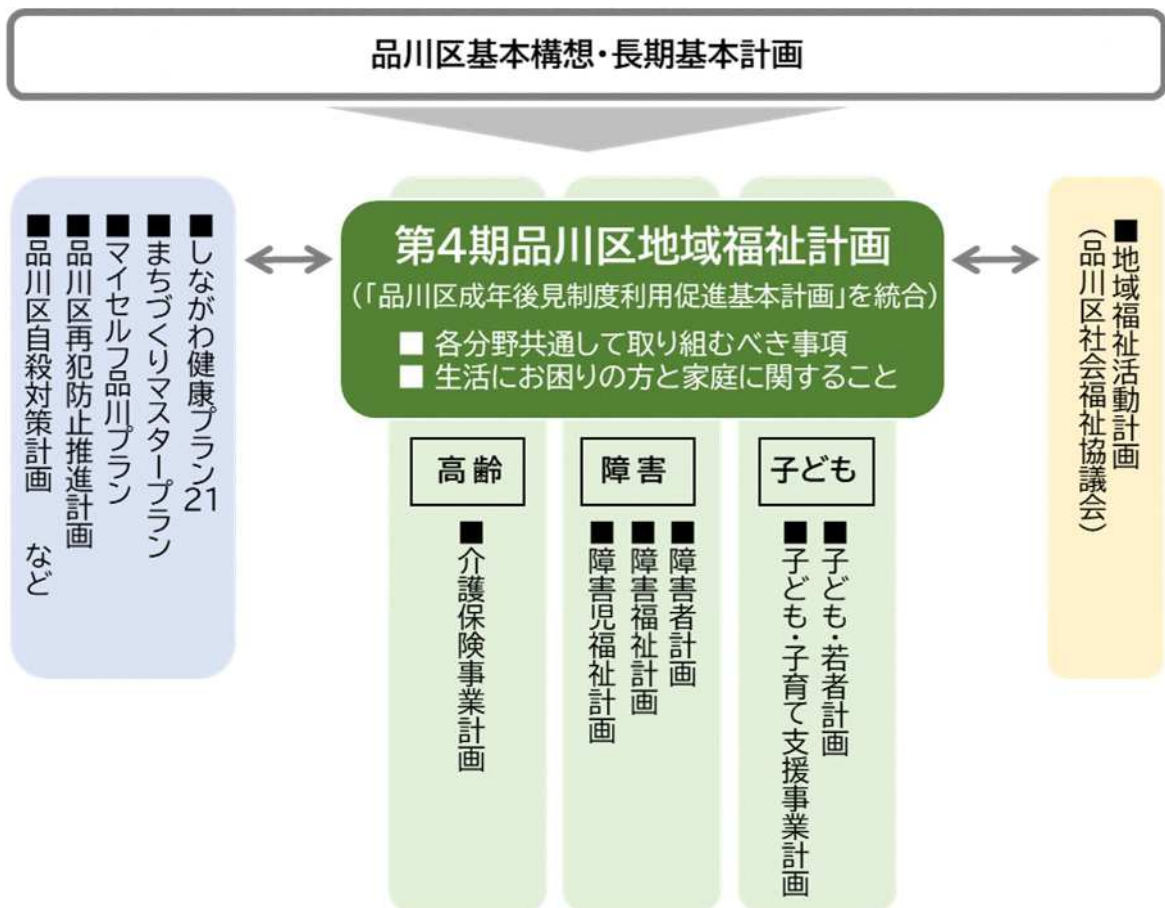 品川区基本構想・長期基本計画
■しながわ健康プラン21
■まちづくりマスタープラン
■マイセルフ品川プラン
■品川区再犯防止推進計画
■品川区自殺対策計画 など
第4期品川区地域福祉計画
(「品川区成年後見制度利用促進基本計画」を統合)
■ 各分野共通して取り組むべき事項
■ 生活にお困りの方と家庭に関すること
高齢
■介護保険事業計画
障害
■障害者計画
■障害福祉計画
■障害児福祉計画
子ども
■子ども・若者計画
■子ども・子育て支援事業計画
■地域福祉活動計画
(品川区社会福祉協議会)